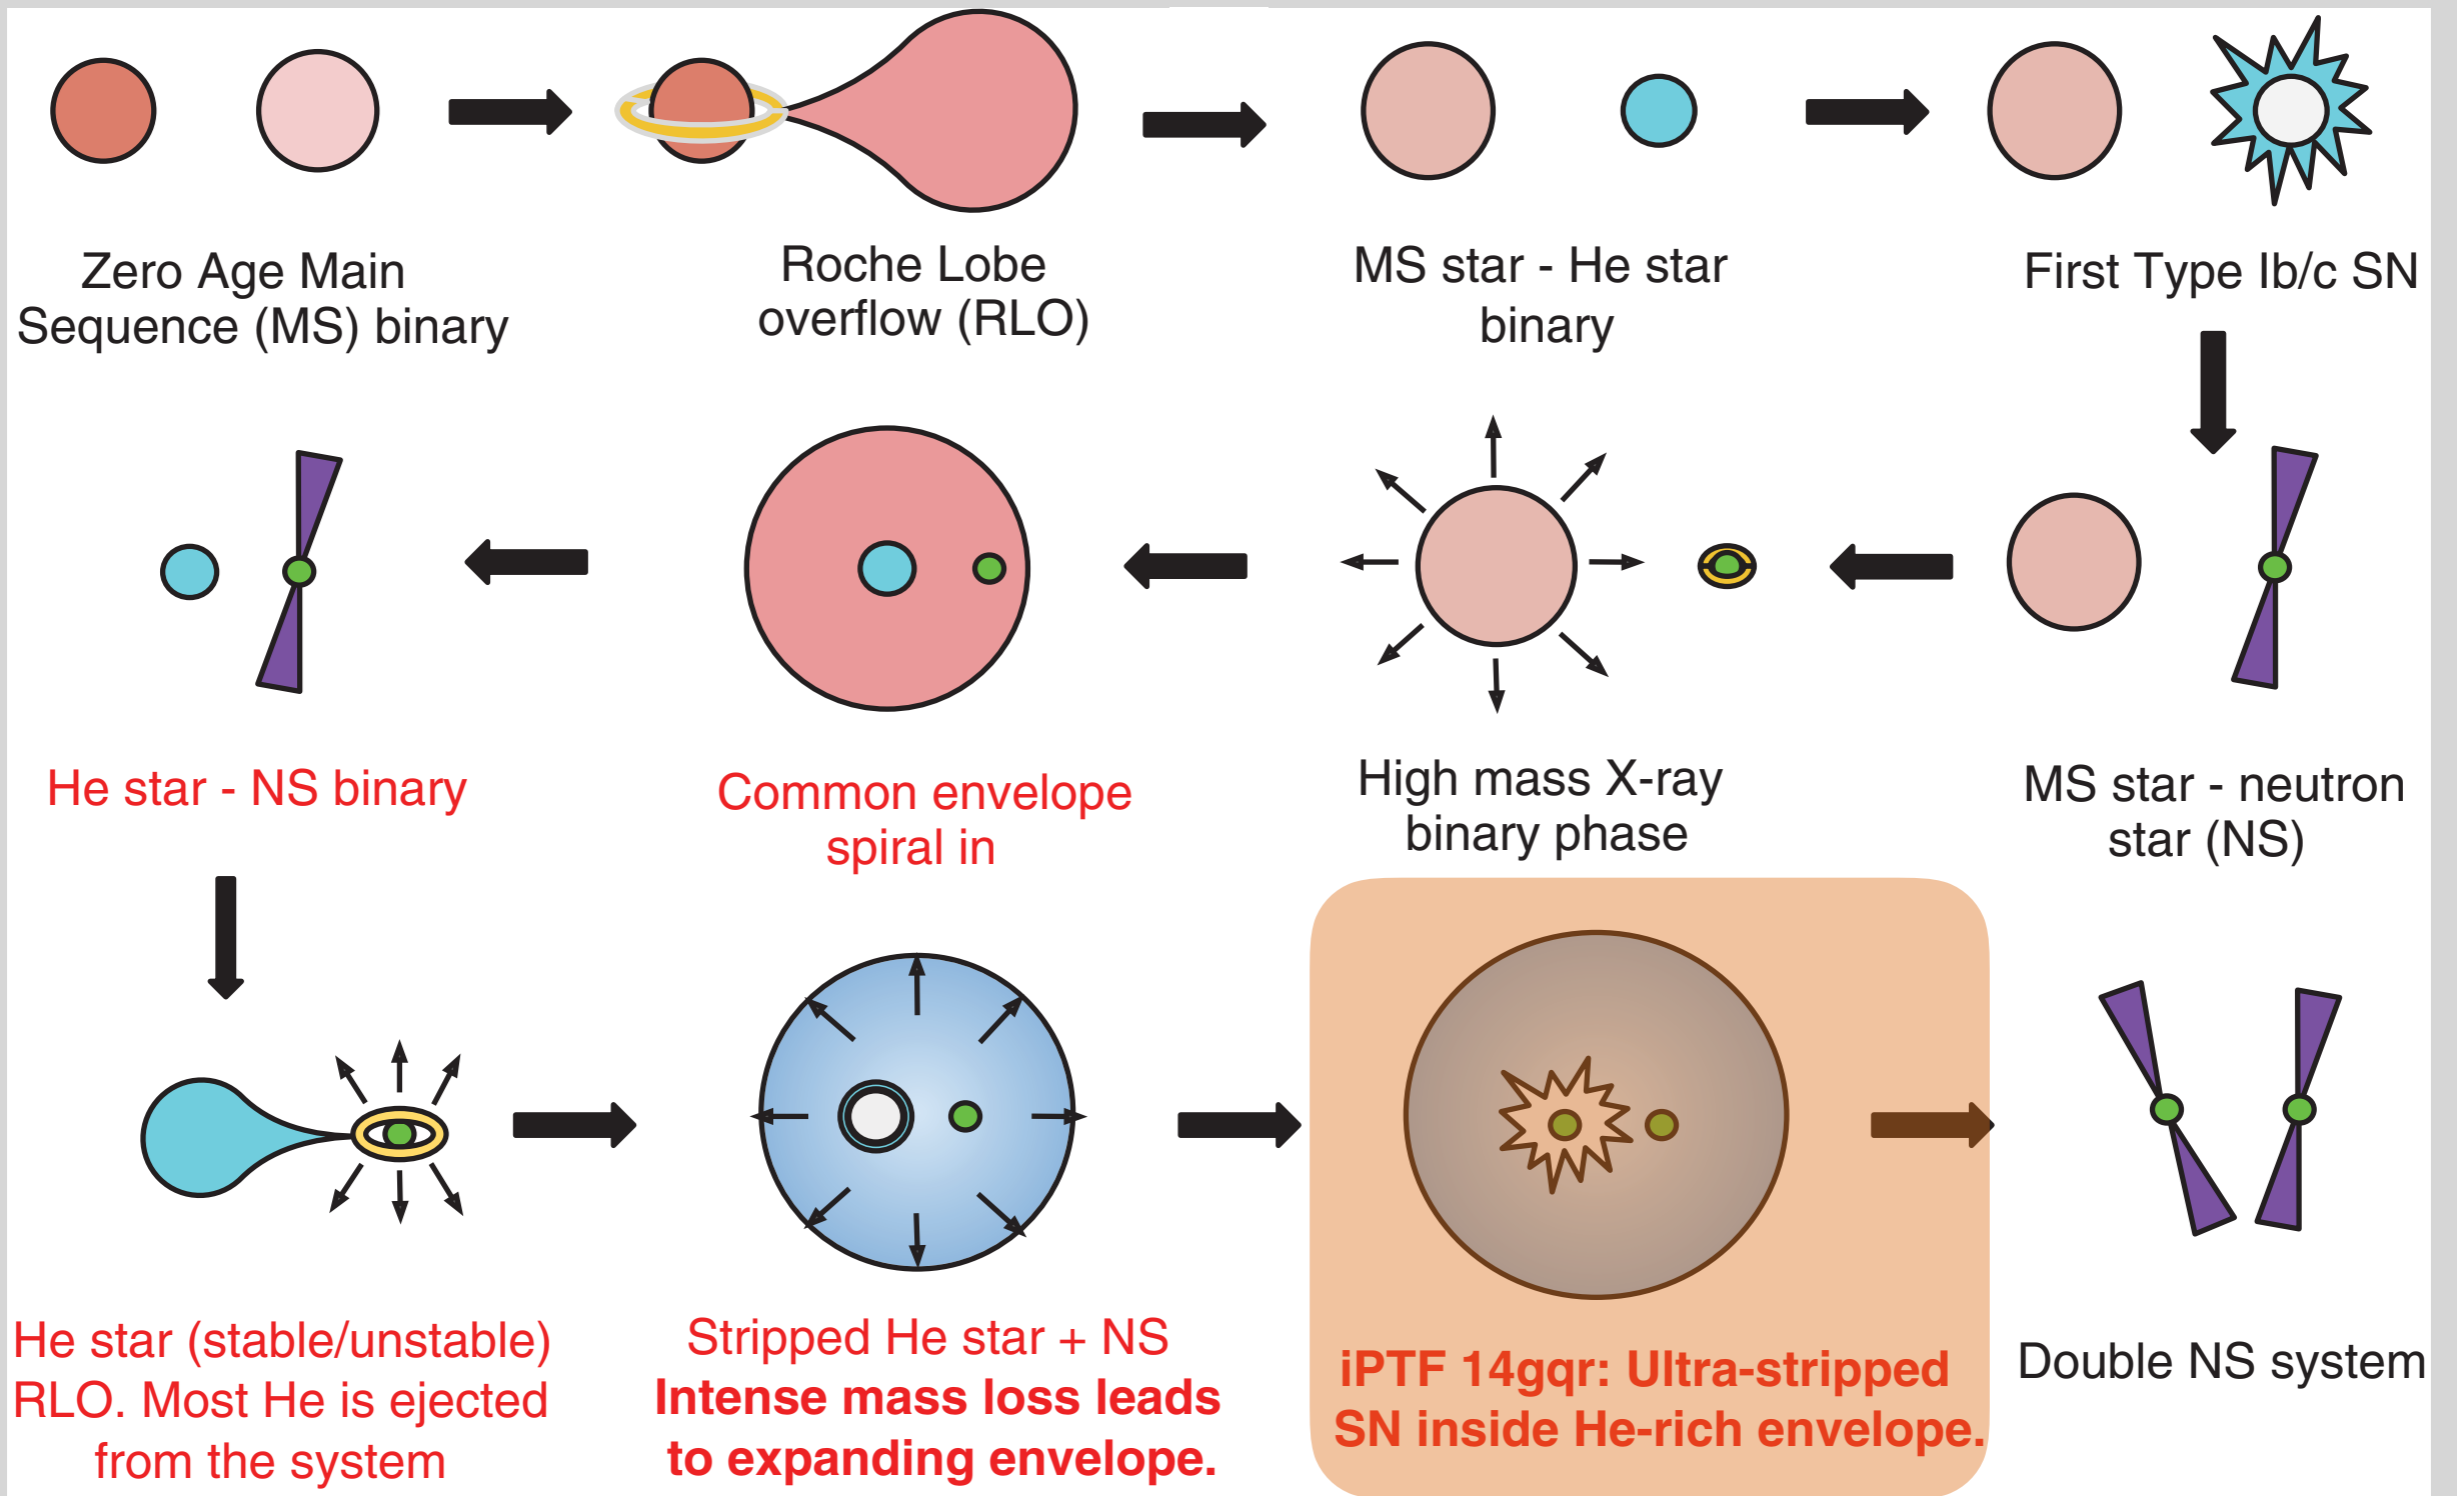 Zero Age Main
Sequence (MS) binary
Roche Lobe
overflow (RLO)
MS star - He star
binary
First Type Ib/c SN
He star - NS binary
Common envelope
spiral in
High mass X-ray
binary phase
MS star - neutron
star (NS)
He star (stable/unstable)
RLO. Most He is ejected
from the system
Stripped He star + NS
Intense mass loss leads
to expanding envelope.
iPTF 14gqr: Ultra-stripped
SN inside He-rich envelope.
Double NS system